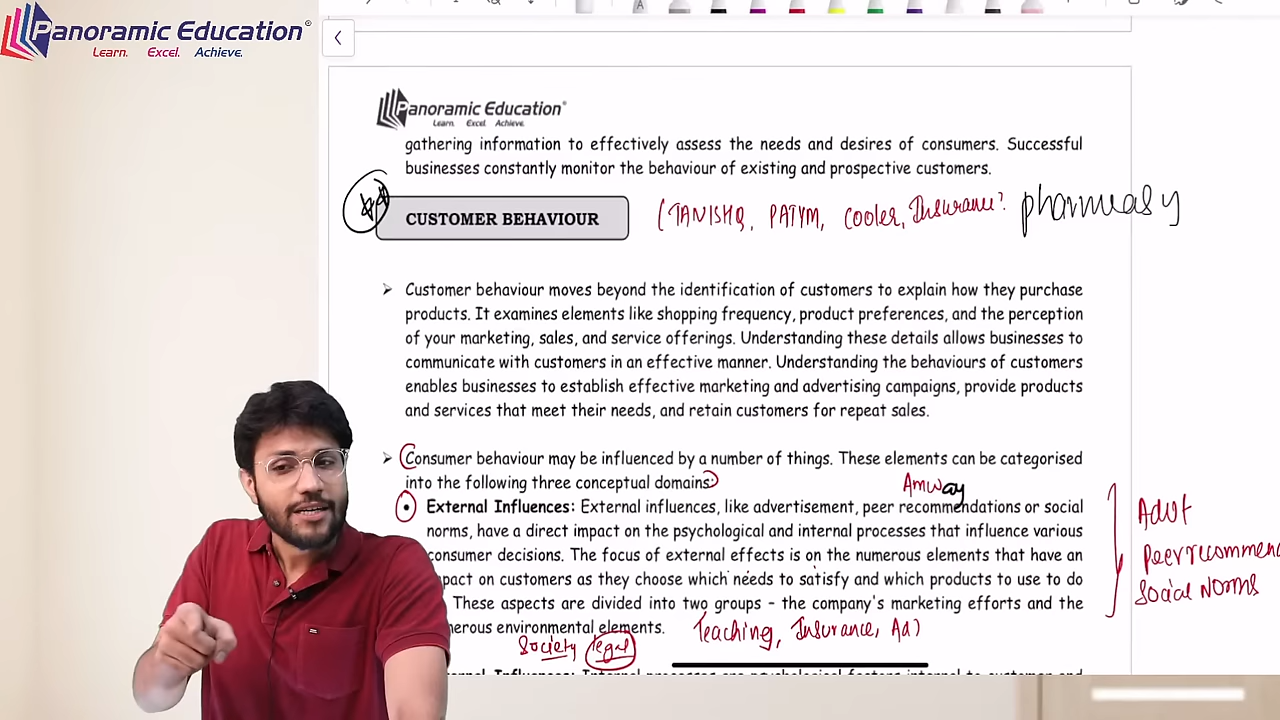 Panoramic Education®
Learn. Excel. Achieve.
Panoramic Education®
Learn. Excel. Achieve.
gathering information to effectively assess the needs and desires of consumers. Successful
businesses constantly monitor the behaviour of existing and prospective customers.
CUSTOMER BEHAVIOUR (TANISHQ, PATYM, Cooler, Insurance? pharmeasy
➢ Customer behaviour moves beyond the identification of customers to explain how they purchase
products. It examines elements like shopping frequency, product preferences, and the perception
of your marketing, sales, and service offerings. Understanding these details allows businesses to
communicate with customers in an effective manner. Understanding the behaviours of customers
enables businesses to establish effective marketing and advertising campaigns, provide products
and services that meet their needs, and retain customers for repeat sales.
➢ Consumer behaviour may be influenced by a number of things. These elements can be categorised
into the following three conceptual domains.
Amway
• External Influences: External influences, like advertisement, peer recommendations or social
norms, have a direct impact on the psychological and internal processes that influence various
consumer decisions. The focus of external effects is on the numerous elements that have an
pact on customers as they choose which needs to satisfy and which products to use to do
These aspects are divided into two groups - the company's marketing efforts and the
nerous environmental elements.
Advt
Peer recommen
Social Norms
Teaching, Insurance, Ad)
Society legal